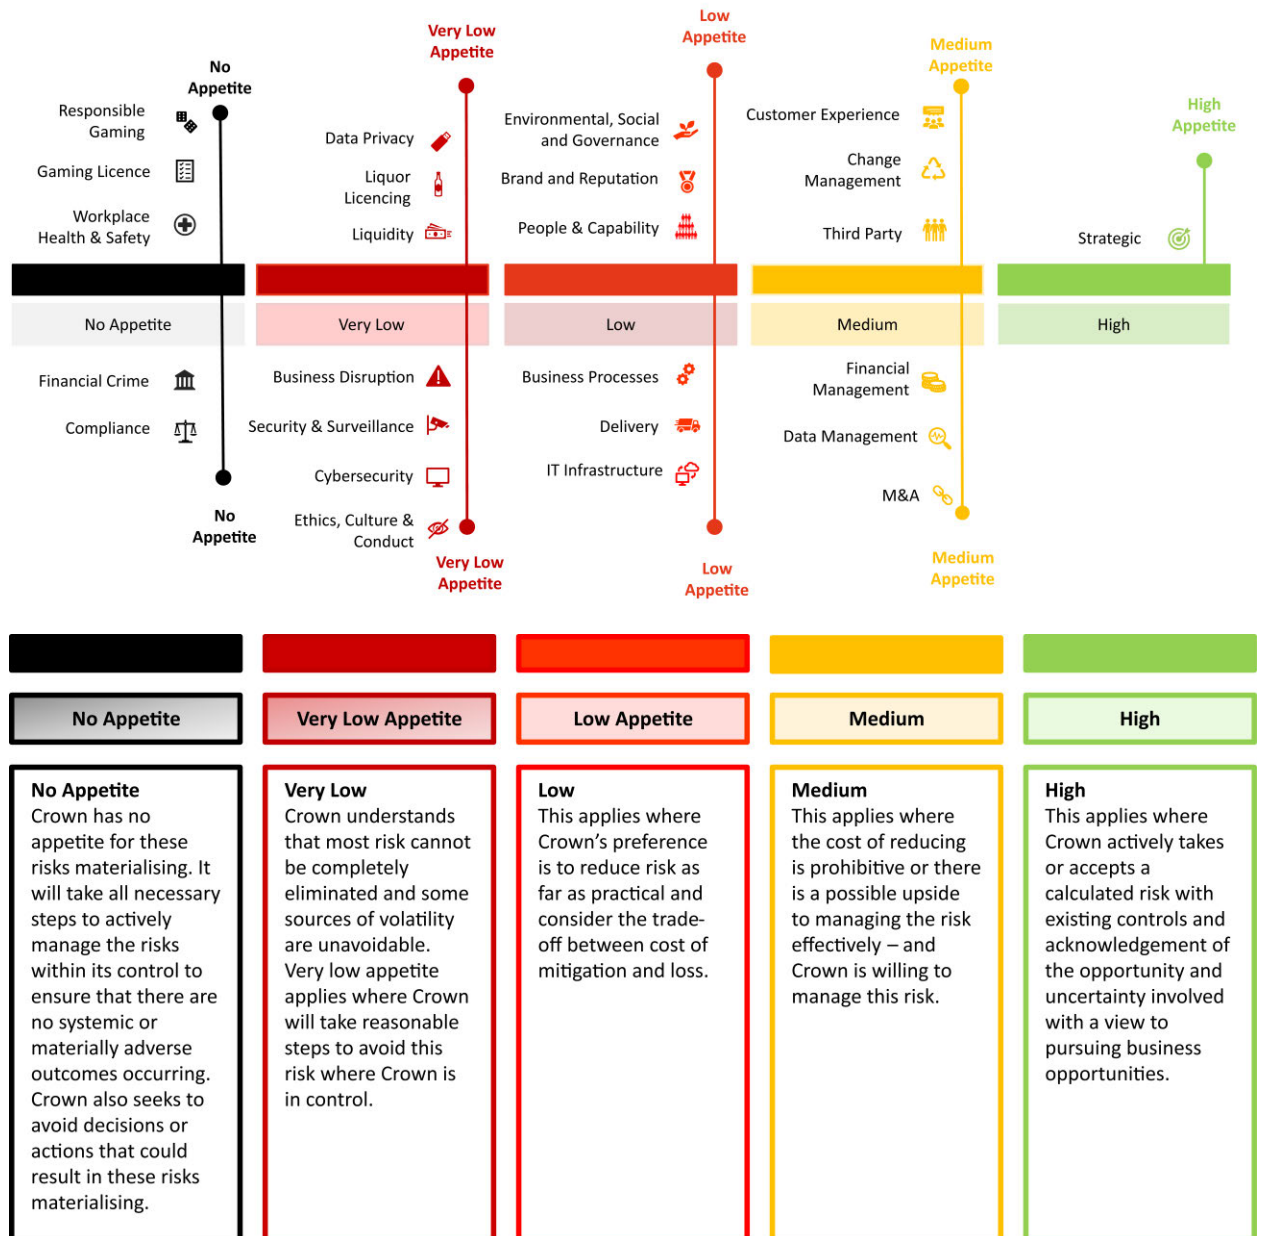 No
Appetite
Responsible
Gaming
Gaming Licence
Workplace
Health & Safety
Very Low
Appetite
Data Privacy
Liquor
Licencing
Liquidity
Low
Appetite
Environmental, Social
and Governance
Brand and Reputation
People & Capability
Medium
Appetite
Customer Experience
Change
Management
Third Party
High
Appetite
Strategic
No Appetite
Very Low
Low
Medium
High
Financial Crime
Compliance
No
Appetite
Business Disruption
Security & Surveillance
Cybersecurity
Ethics, Culture &
Conduct
Very Low
Appetite
Business Processes
Delivery
IT Infrastructure
Low
Appetite
Financial
Management
Data Management
M&A
Medium
Appetite
No Appetite
Very Low Appetite
Low Appetite
Medium
High
No Appetite
Crown has no
appetite for these
risks materialising. It
will take all necessary
steps to actively
manage the risks
within its control to
ensure that there are
no systemic or
materially adverse
outcomes occurring.
Crown also seeks to
avoid decisions or
actions that could
result in these risks
materialising.
Very Low
Crown understands
that most risk cannot
be completely
eliminated and some
sources of volatility
are unavoidable.
Very low appetite
applies where Crown
will take reasonable
steps to avoid this
risk where Crown is
in control.
Low
This applies where
Crown’s preference
is to reduce risk as
far as practical and
consider the trade-
off between cost of
mitigation and loss.
Medium
This applies where
the cost of reducing
is prohibitive or there
is a possible upside
to managing the risk
effectively – and
Crown is willing to
manage this risk.
High
This applies where
Crown actively takes
or accepts a
calculated risk with
existing controls and
acknowledgement of
the opportunity and
uncertainty involved
with a view to
pursuing business
opportunities.